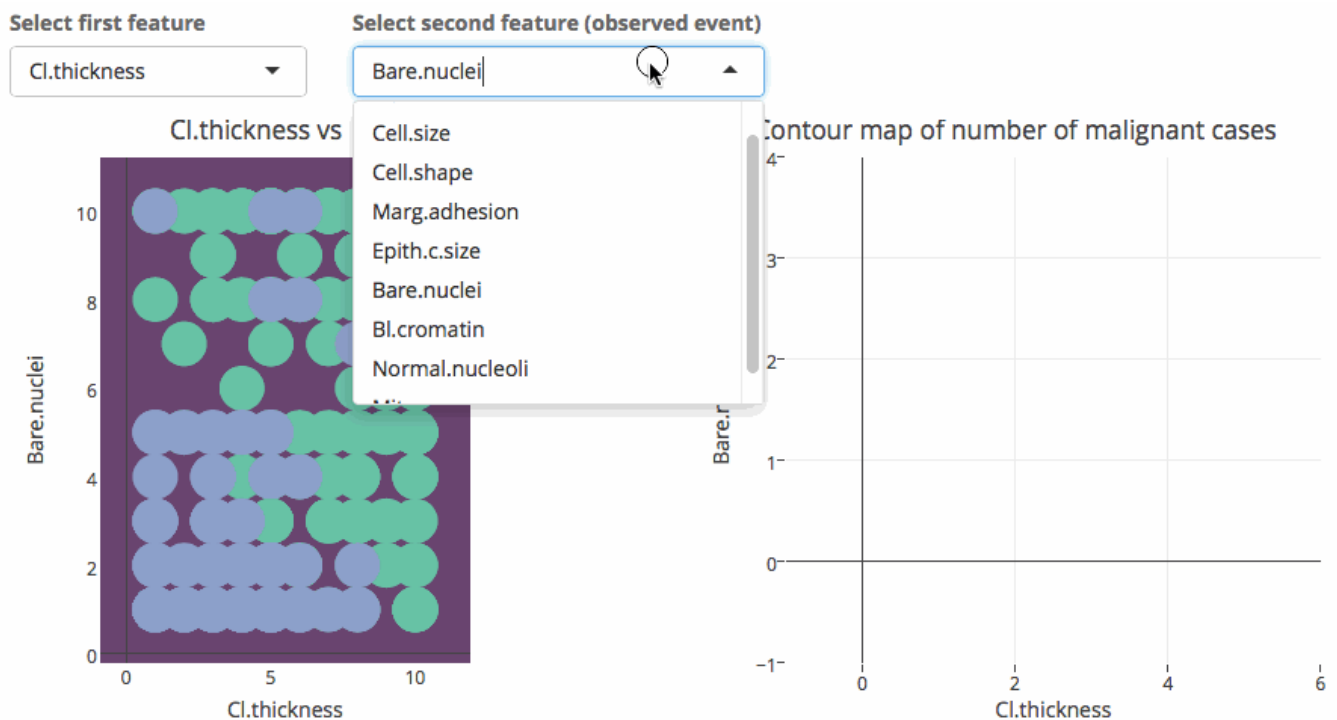 Select first feature
Select second feature (observed event)
Cl.thickness
Bare.nuclei
Cell.size
Cell.shape
Marg.adhesion
Epith.c.size
Bare.nuclei
Bl.cromatin
Normal.nucleoli
Cl.thickness vs
10
8
6
4
2
0
Bare.nuclei
0
5
10
Cl.thickness
Contour map of number of malignant cases
4
3
2
1
0
−1
0
2
4
6
Cl.thickness